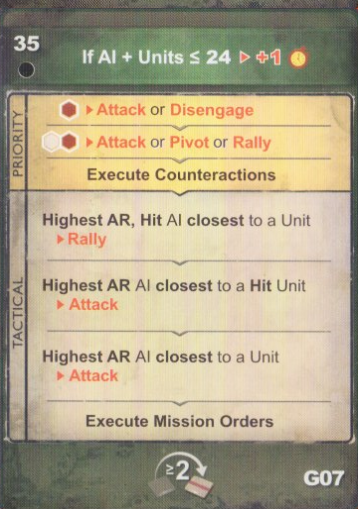 35
If AI + Units ≤ 24 ▶ +1
PRIORITY
▶ Attack or Disengage
▶ Attack or Pivot or Rally
Execute Counteractions
TACTICAL
Highest AR, Hit AI closest to a Unit
▶ Rally
Highest AR AI closest to a Hit Unit
▶ Attack
Highest AR AI closest to a Unit
▶ Attack
Execute Mission Orders
≥2
G07